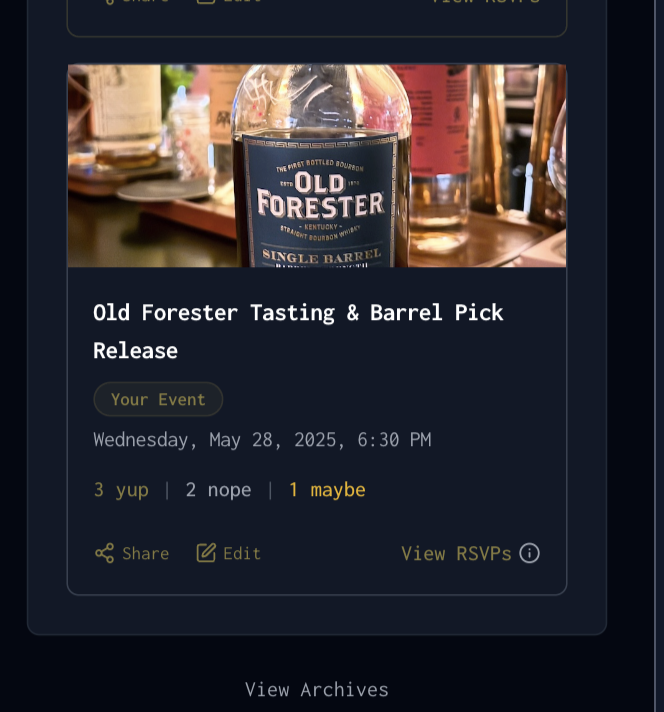 Share Edit View RSVPs
THE FIRST BOTTLED BOURBON
ESTD 1870
OLD
FORESTER
- KENTUCKY -
STRAIGHT BOURBON WHISKY
SINGLE BARREL
Old Forester Tasting & Barrel Pick
Release
Your Event
Wednesday, May 28, 2025, 6:30 PM
3 yup | 2 nope | 1 maybe
Share Edit View RSVPs
View Archives